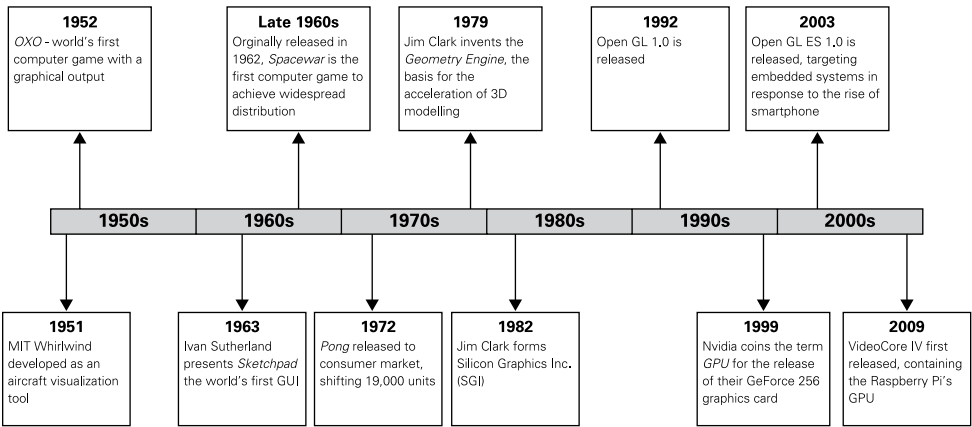 1952
OXO - world's first
computer game with a
graphical output
Late 1960s
Orginally released in
1962, Spacewar is the
first computer game to
achieve widespread
distribution
1979
Jim Clark invents the
Geometry Engine, the
basis for the
acceleration of 3D
modelling
1992
Open GL 1.0 is
released
2003
Open GL ES 1.0 is
released, targeting
embedded systems in
response to the rise of
smartphone
1950s
1960s
1970s
1980s
1990s
2000s
1951
MIT Whirlwind
developed as an
aircraft visualization
tool
1963
Ivan Sutherland
presents Sketchpad
the world's first GUI
1972
Pong released to
consumer market,
shifting 19,000 units
1982
Jim Clark forms
Silicon Graphics Inc.
(SGI)
1999
Nvidia coins the term
GPU for the release
of their GeForce 256
graphics card
2009
VideoCore IV first
released, containing
the Raspberry Pi's
GPU